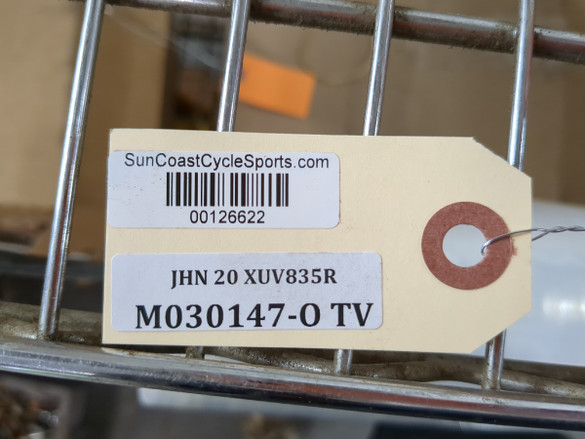 SunCoastCycleSports.com
00126622
JHN 20 XUV835R
M030147-O TV